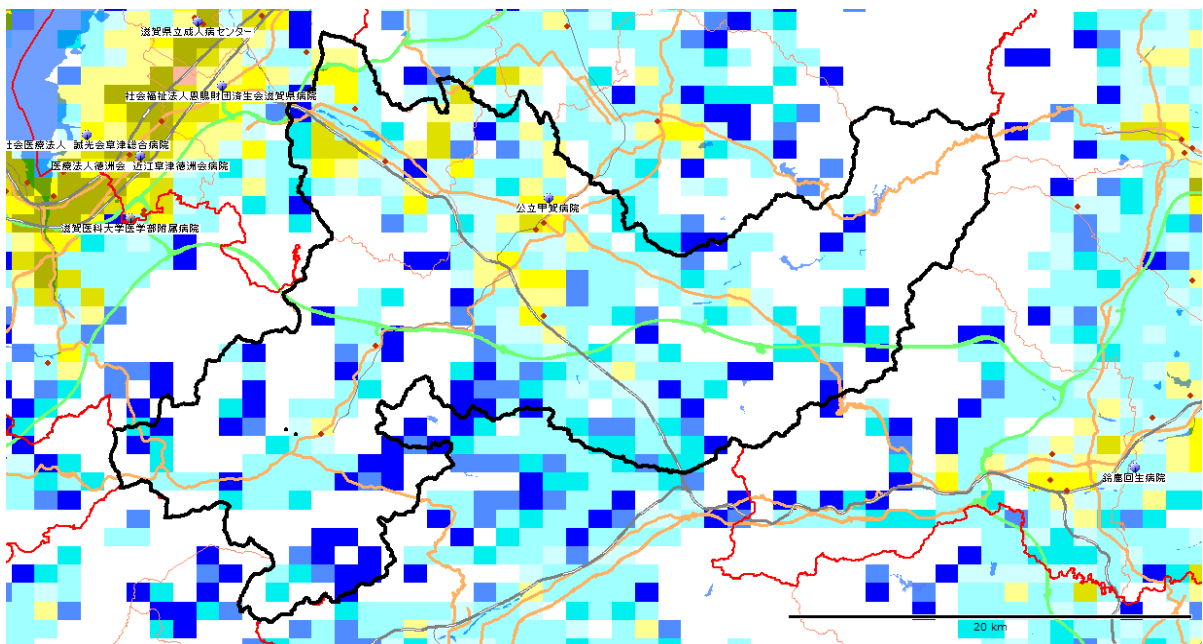 滋賀県立成人病センター
社会福祉法人恩賜財団済生会滋賀県病院
社会医療法人 誠光会草津総合病院
医療法人徳洲会 近江草津徳洲会病院
公立甲賀病院
滋賀医科大学医学部附属病院
鈴鹿回生病院
20 km